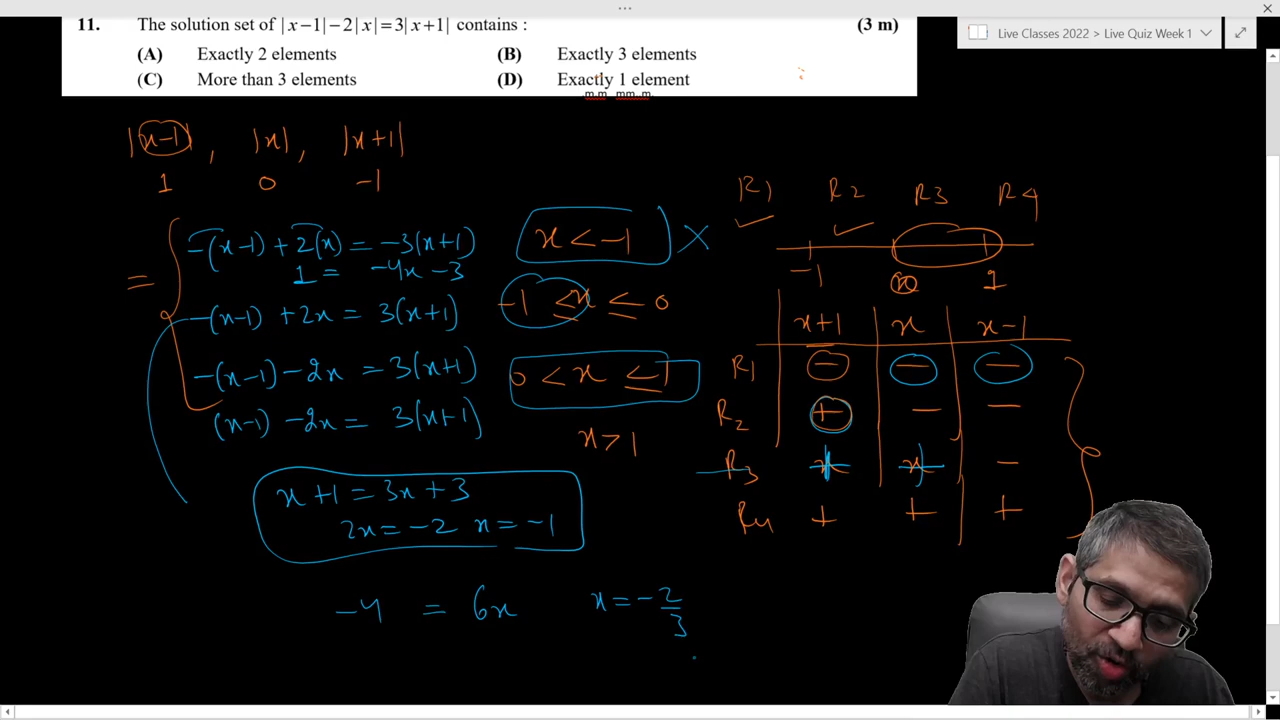 11. The solution set of |x−1|−2|x|=3|x+1| contains : (3 m)
(A) Exactly 2 elements (B) Exactly 3 elements
(C) More than 3 elements (D) Exactly 1 element
Live Classes 2022 > Live Quiz Week 1
|x−1| , |x| , |x+1|
1 0 −1
−(x−1) + 2(x) = −3(x+1) x < −1 X
1 = −4x −3
= −(x−1) + 2x = 3(x+1) −1 ≤ x ≤ 0
−(x−1) − 2x = 3(x+1) 0 < x ≤ 1
(x−1) − 2x = 3(x+1) x > 1
x + 1 = 3x + 3
2x = −2 x = −1
−4 = 6x x = −2/3
R1 R2 R3 R4
−1 0 1
x+1 x x−1
R1 − − −
R2 + − −
R3 −
R4 + + +